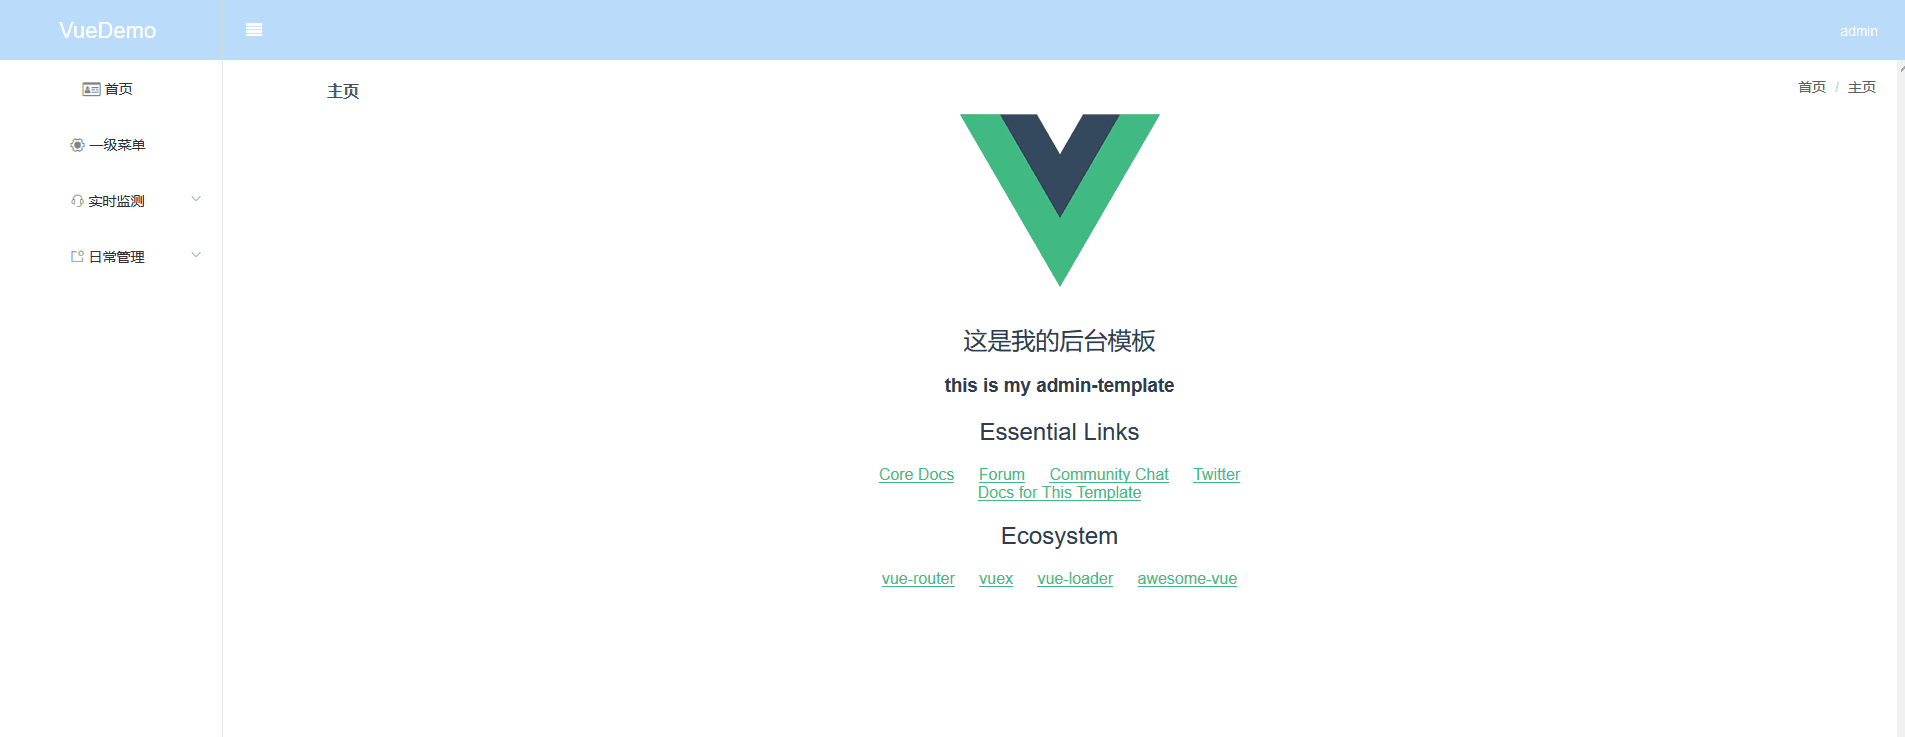 VueDemo
admin
首页
一级菜单
实时监测
日常管理
主页
首页 / 主页
这是我的后台模板
this is my admin-template
Essential Links
Core Docs Forum Community Chat Twitter
Docs for This Template
Ecosystem
vue-router vuex vue-loader awesome-vue